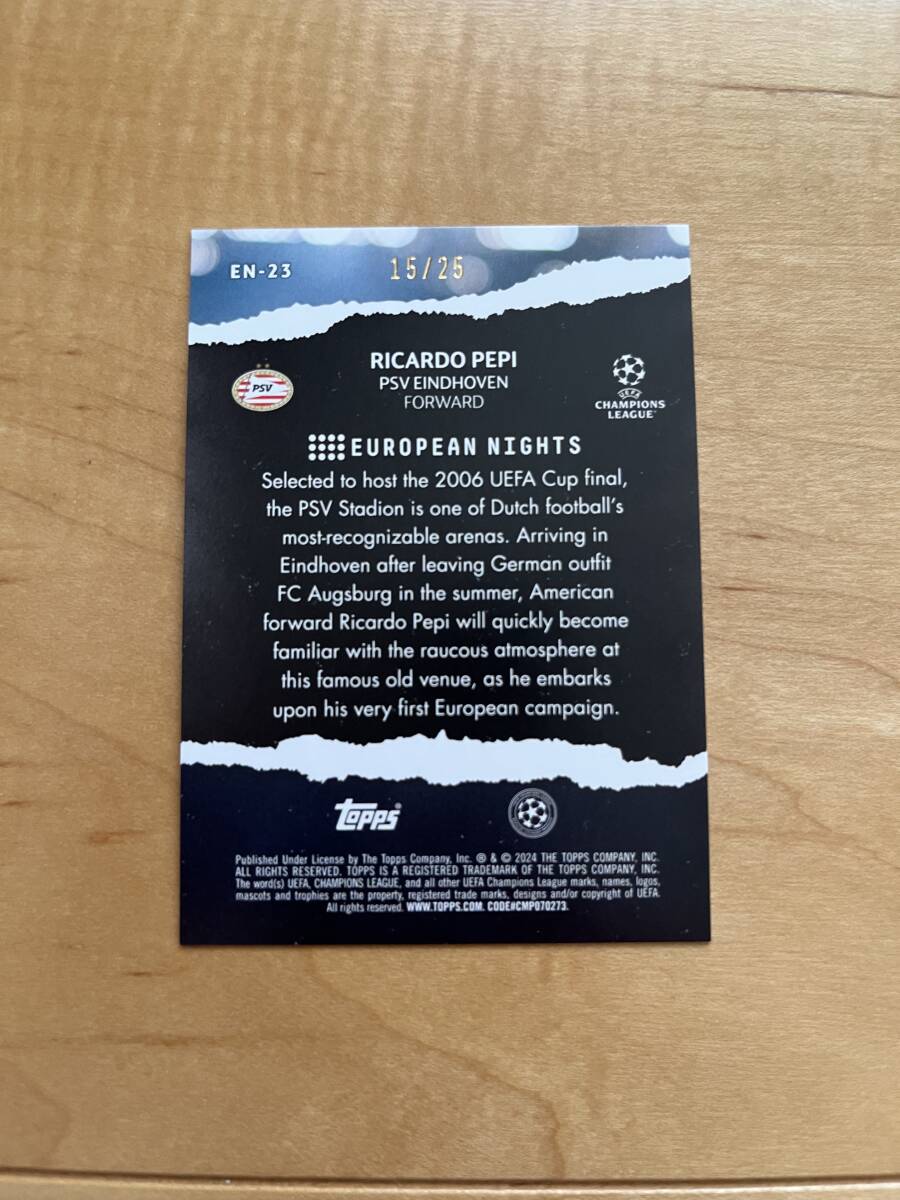 EN-23
15/25
RICARDO PEPI
PSV EINDHOVEN
FORWARD
PSV
UEFA
CHAMPIONS
LEAGUE®
EUROPEAN NIGHTS
Selected to host the 2006 UEFA Cup final,
the PSV Stadion is one of Dutch football's
most-recognizable arenas. Arriving in
Eindhoven after leaving German outfit
FC Augsburg in the summer, American
forward Ricardo Pepi will quickly become
familiar with the raucous atmosphere at
this famous old venue, as he embarks
upon his very first European campaign.
topps®
Published Under License by The Topps Company, Inc. ® & © 2024 THE TOPPS COMPANY, INC.
ALL RIGHTS RESERVED. TOPPS IS A REGISTERED TRADEMARK OF THE TOPPS COMPANY, INC.
The word(s) UEFA, CHAMPIONS LEAGUE, and all other UEFA Champions League marks, names, logos,
mascots and trophies are the property, registered trade marks, designs and/or copyright of UEFA.
All rights reserved. WWW.TOPPS.COM. CODE#CMP070273.